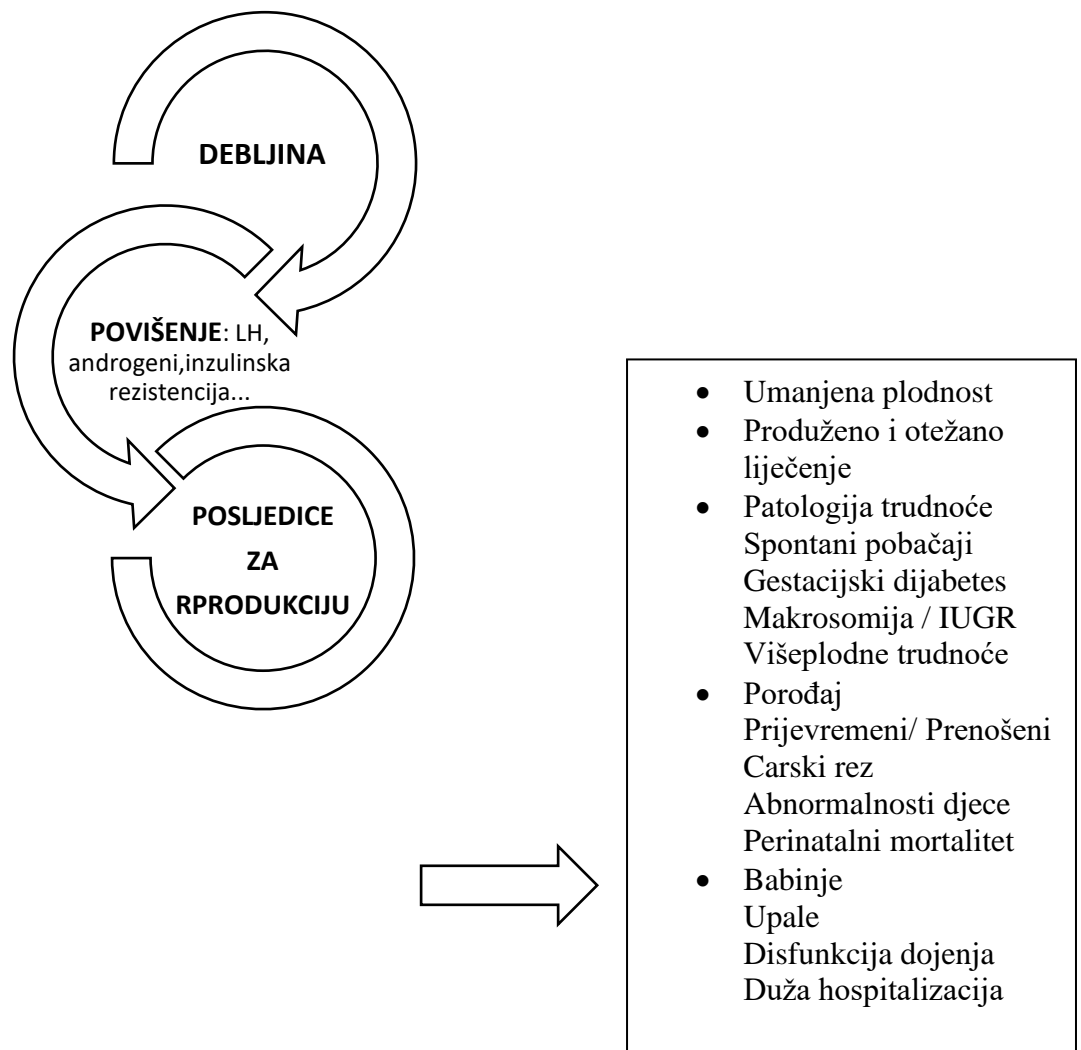 DEBLJINA
POVIŠENJE: LH,
androgeni,inzulinska
rezistencija...
POSLJEDICE
ZA
RPRODUKCIJU
• Umanjena plodnost
• Produženo i otežano
liječenje
• Patologija trudnoće
Spontani pobačaji
Gestacijski dijabetes
Makrosomija / IUGR
Višeplodne trudnoće
• Porođaj
Prijevremeni/ Prenošeni
Carski rez
Abnormalnosti djece
Perinatalni mortalitet
• Babinje
Upale
Disfunkcija dojenja
Duža hospitalizacija